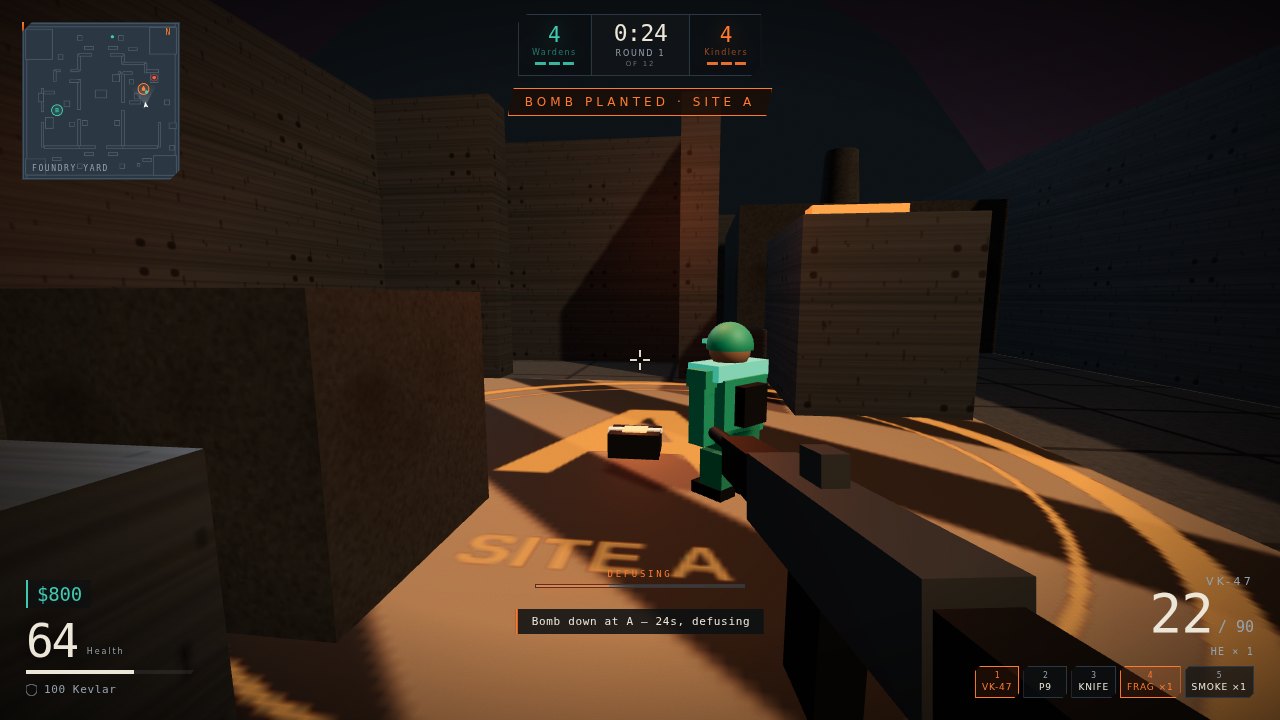 N
FOUNDRY YARD
4
Wardens
0:24
ROUND 1
OF 12
4
Kindlers
BOMB PLANTED · SITE A
A
SITE A
DEFUSING
Bomb down at A — 24s, defusing
$800
64 Health
100 Kevlar
VK-47
22 / 90
HE × 1
1 2 3 4 5
VK-47 P9 KNIFE FRAG ×1 SMOKE ×1